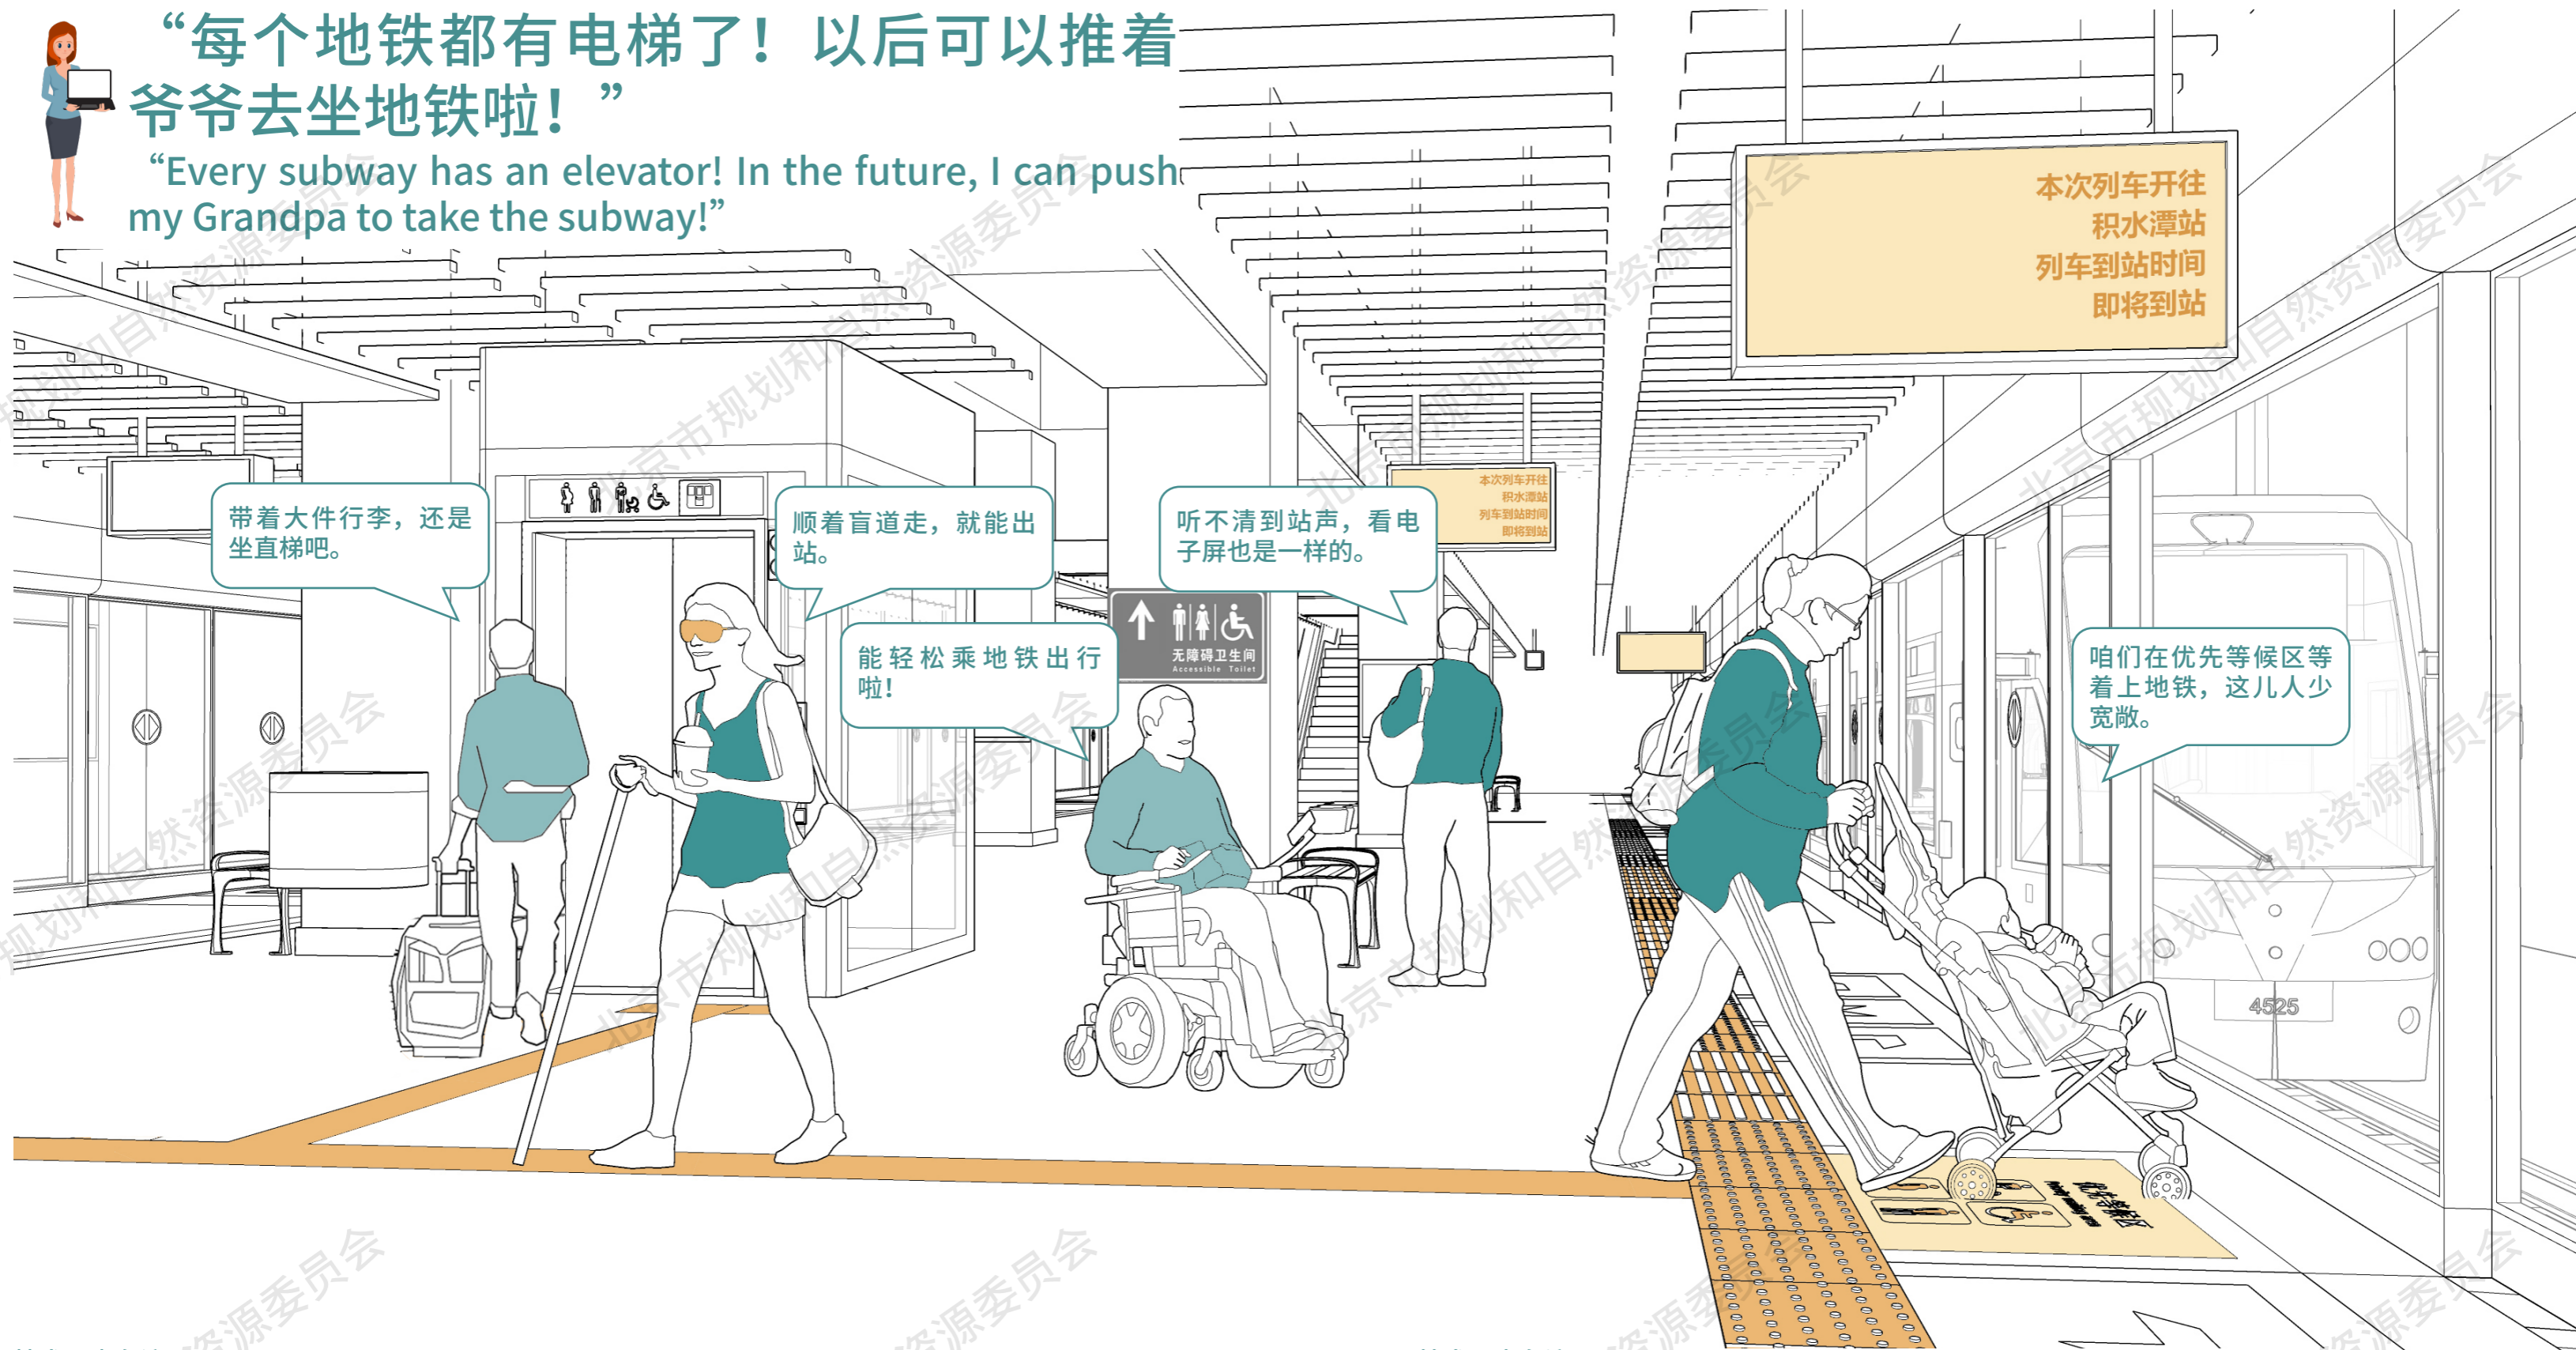 “每个地铁都有电梯了！以后可以推着
爷爷去坐地铁啦！”
“Every subway has an elevator! In the future, I can push
my Grandpa to take the subway!”
本次列车开往
积水潭站
列车到站时间
即将到站
本次列车开往
积水潭站
列车到站时间
即将到站
带着大件行李，还是
坐直梯吧。
顺着盲道走，就能出
站。
听不清到站声，看电
子屏也是一样的。
能轻松乘地铁出行
啦！
无障碍卫生间
Accessible Toilet
咱们在优先等候区等
着上地铁，这儿人少
宽敞。
4525
优先等候区
Priority waiting area
北京市规划和自然资源委员会